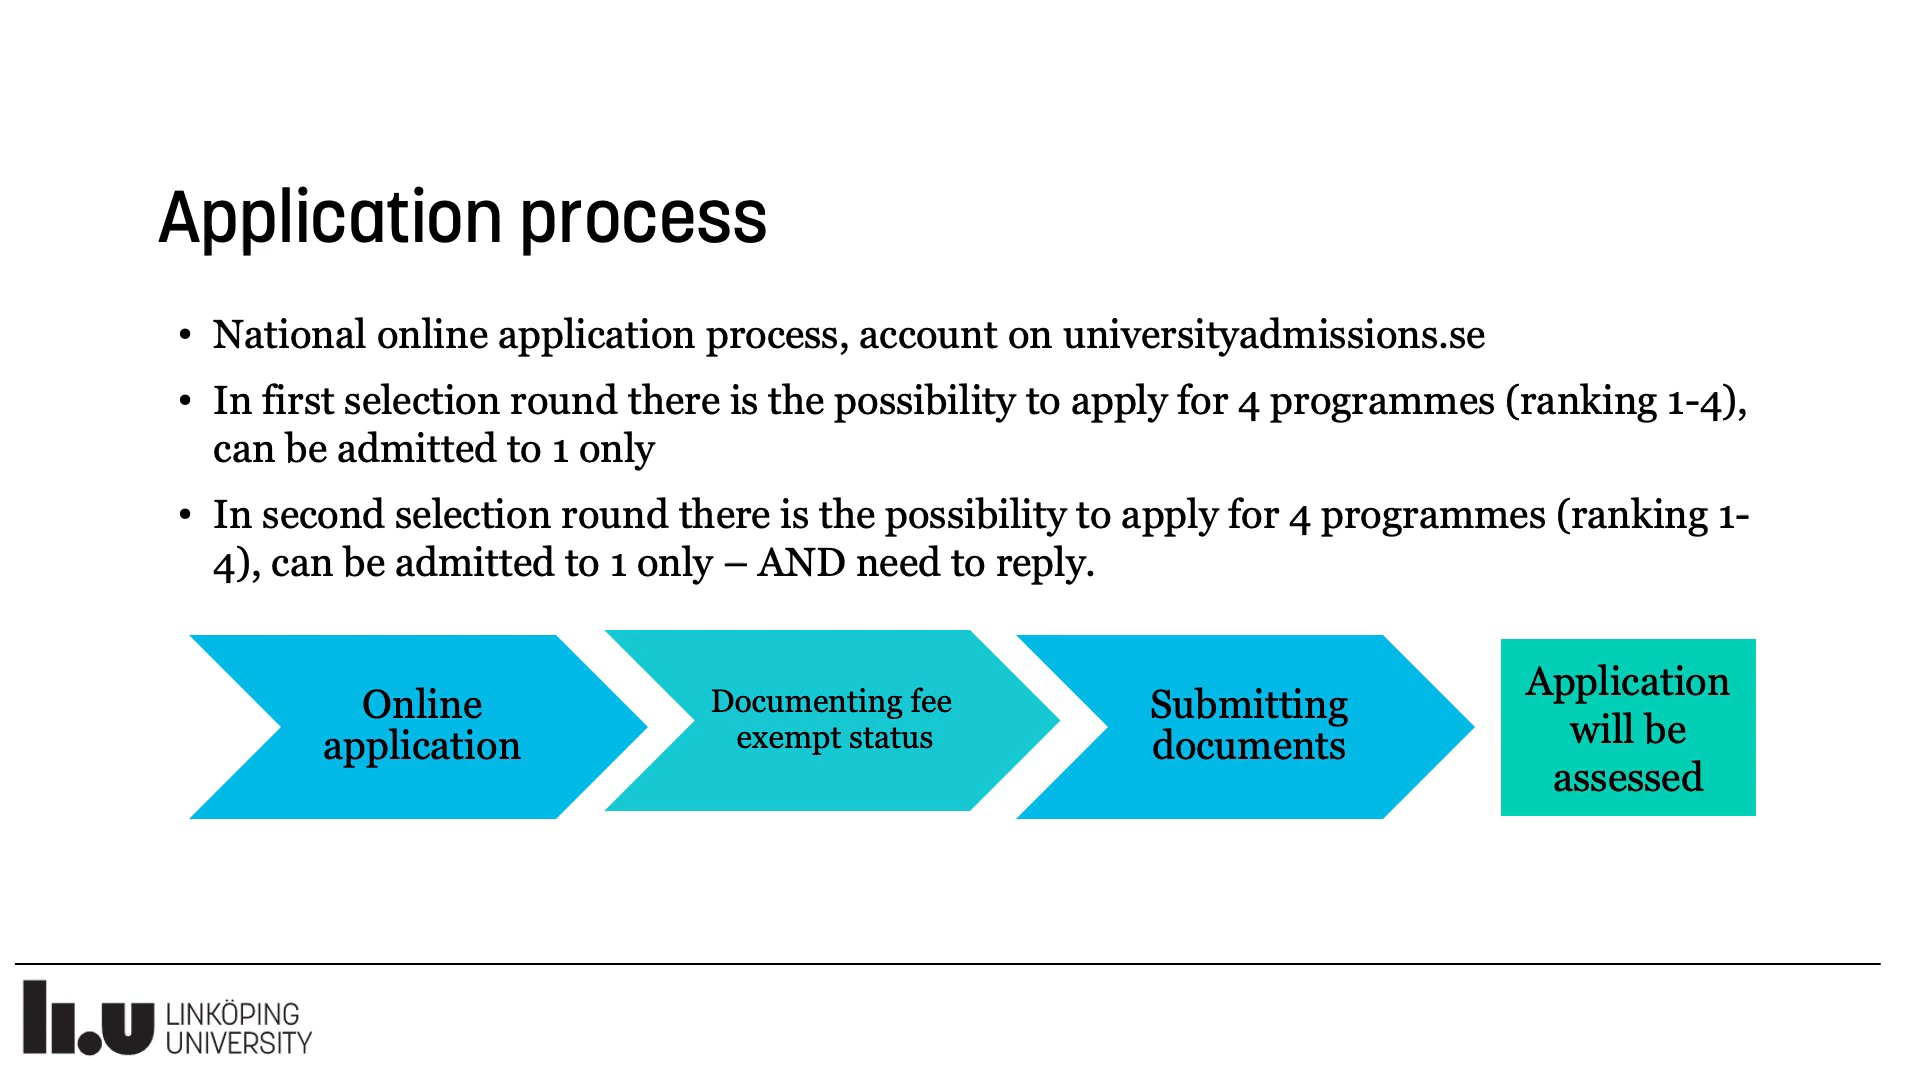 Application process
• National online application process, account on universityadmissions.se
• In first selection round there is the possibility to apply for 4 programmes (ranking 1-4),
can be admitted to 1 only
• In second selection round there is the possibility to apply for 4 programmes (ranking 1-
4), can be admitted to 1 only – AND need to reply.
Online
application
Documenting fee
exempt status
Submitting
documents
Application
will be
assessed
li.u
LINKÖPING
UNIVERSITY